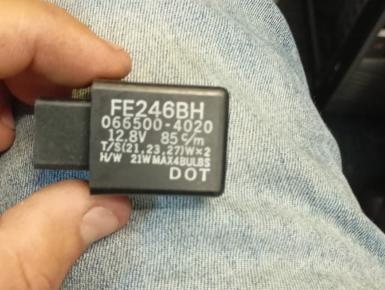 FE246BH
066500-4020
12.8V 85 c/m
T/S(21,23,27)W×2
H/W 21W MAX4BULBS
DOT